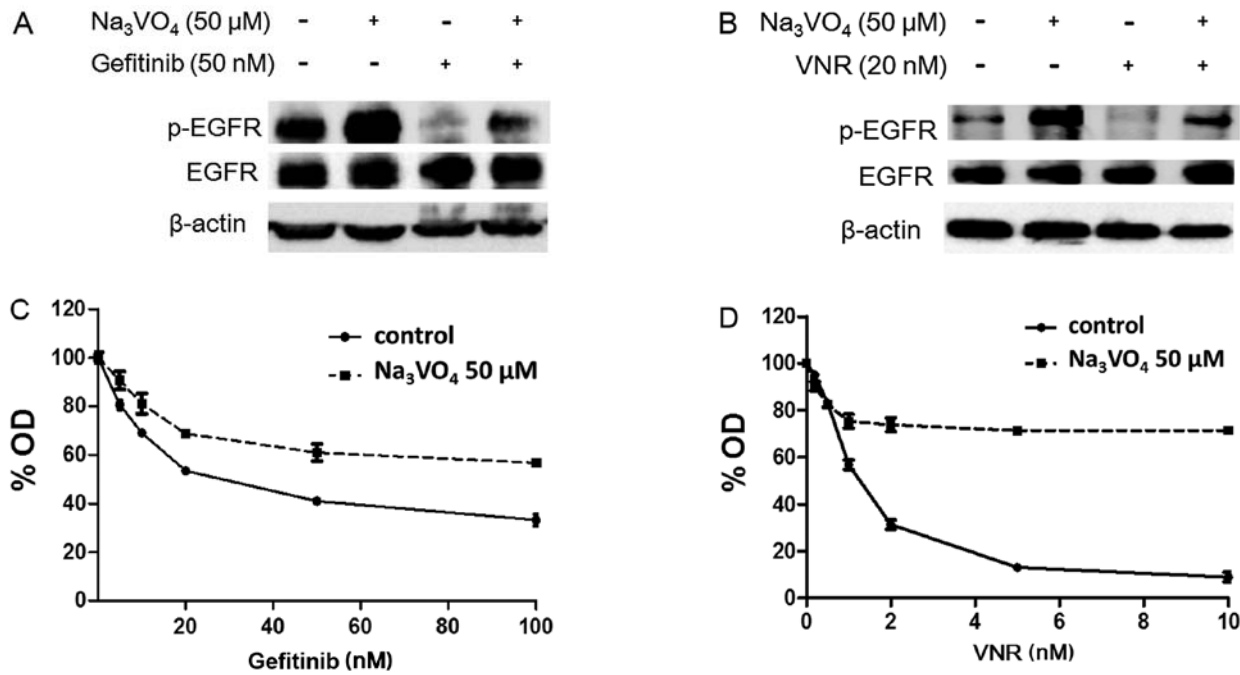 A
Na₃VO₄ (50 µM) - + - +
Gefitinib (50 nM) - - + +
p-EGFR
EGFR
β-actin
B
Na₃VO₄ (50 µM) - + - +
VNR (20 nM) - - + +
p-EGFR
EGFR
β-actin
C
120
100
80
60
40
20
0
% OD
control
Na₃VO₄ 50 µM
20 40 60 80 100
Gefitinib (nM)
D
120
100
80
60
40
20
0
% OD
control
Na₃VO₄ 50 µM
0 2 4 6 8 10
VNR (nM)